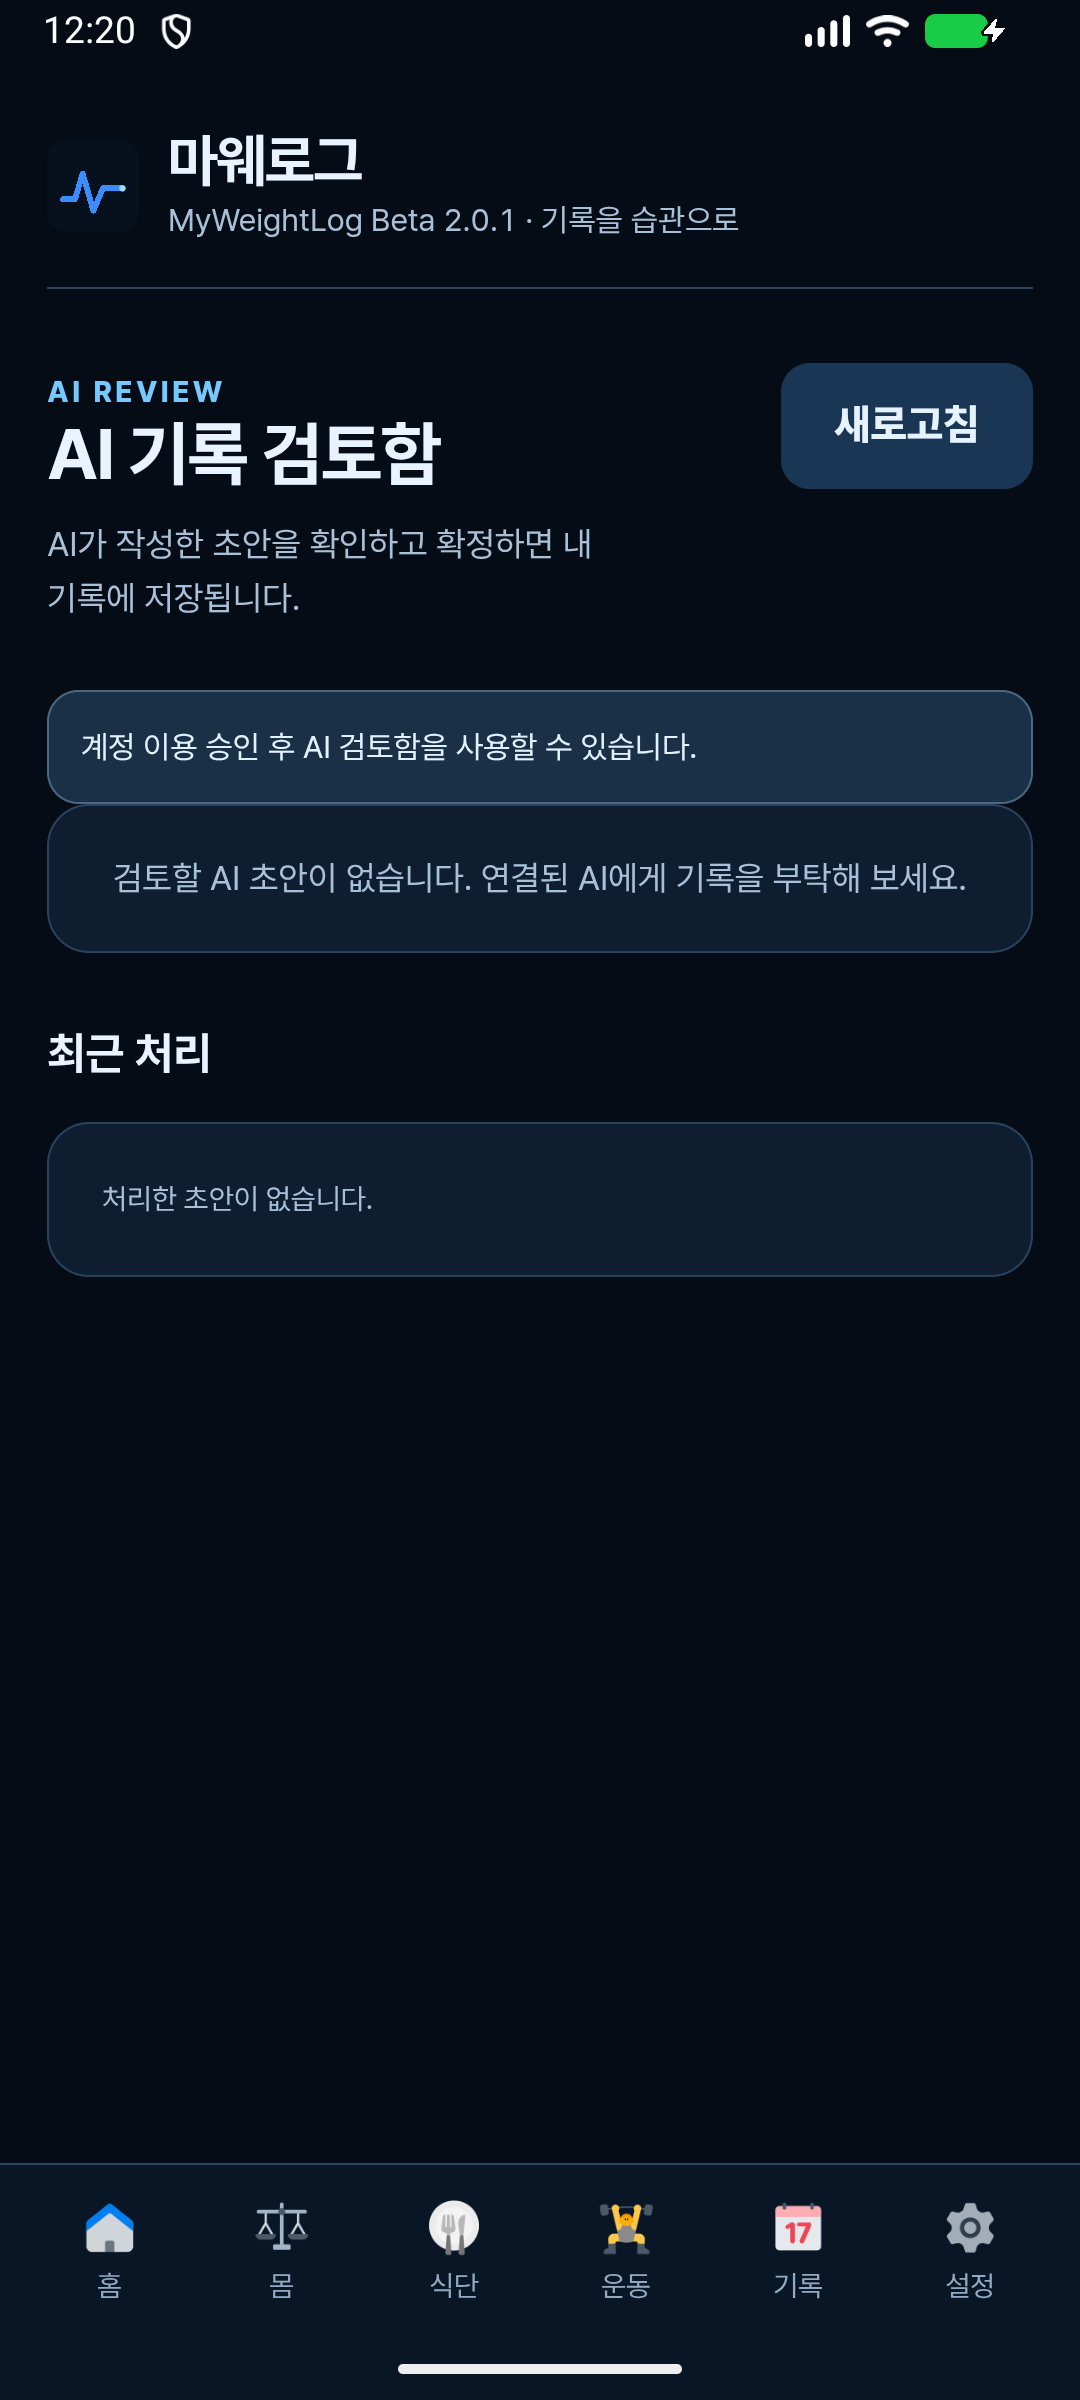 12:20
마웨로그
MyWeightLog Beta 2.0.1 · 기록을 습관으로
AI REVIEW
AI 기록 검토함
새로고침
AI가 작성한 초안을 확인하고 확정하면 내
기록에 저장됩니다.
계정 이용 승인 후 AI 검토함을 사용할 수 있습니다.
검토할 AI 초안이 없습니다. 연결된 AI에게 기록을 부탁해 보세요.
최근 처리
처리한 초안이 없습니다.
17
홈 몸 식단 운동 기록 설정